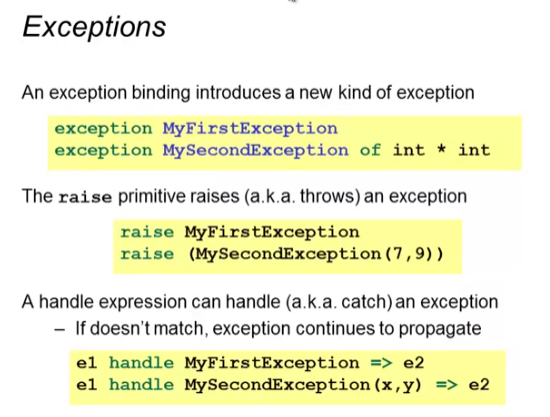 Exceptions
An exception binding introduces a new kind of exception
exception MyFirstException
exception MySecondException of int * int
The raise primitive raises (a.k.a. throws) an exception
raise MyFirstException
raise (MySecondException(7,9))
A handle expression can handle (a.k.a. catch) an exception
– If doesn't match, exception continues to propagate
e1 handle MyFirstException => e2
e1 handle MySecondException(x,y) => e2